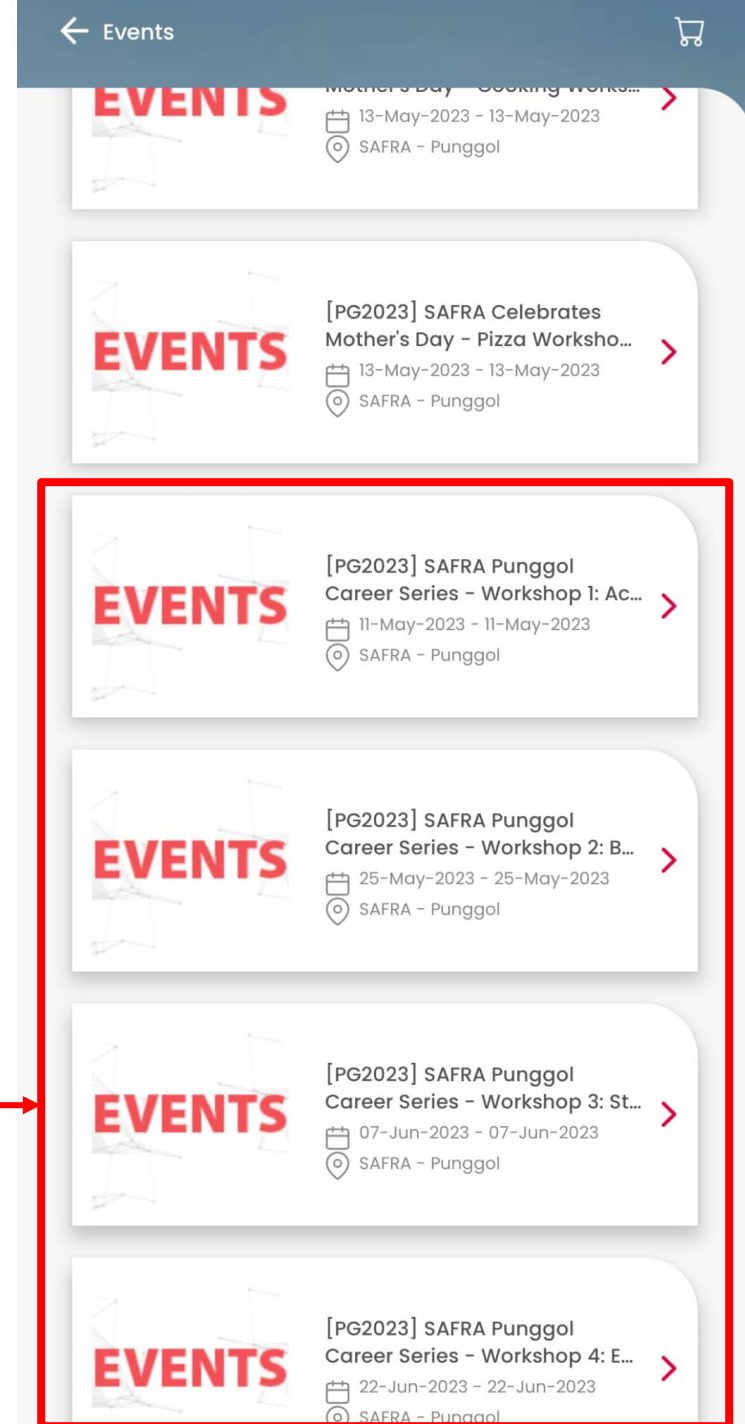 Events
EVENTS
Mother's Day - Cooking Works...
13-May-2023 - 13-May-2023
SAFRA - Punggol
EVENTS
[PG2023] SAFRA Celebrates
Mother's Day - Pizza Worksho...
13-May-2023 - 13-May-2023
SAFRA - Punggol
EVENTS
[PG2023] SAFRA Punggol
Career Series - Workshop 1: Ac...
11-May-2023 - 11-May-2023
SAFRA - Punggol
EVENTS
[PG2023] SAFRA Punggol
Career Series - Workshop 2: B...
25-May-2023 - 25-May-2023
SAFRA - Punggol
EVENTS
[PG2023] SAFRA Punggol
Career Series - Workshop 3: St...
07-Jun-2023 - 07-Jun-2023
SAFRA - Punggol
EVENTS
[PG2023] SAFRA Punggol
Career Series - Workshop 4: E...
22-Jun-2023 - 22-Jun-2023
SAFRA - Punggol